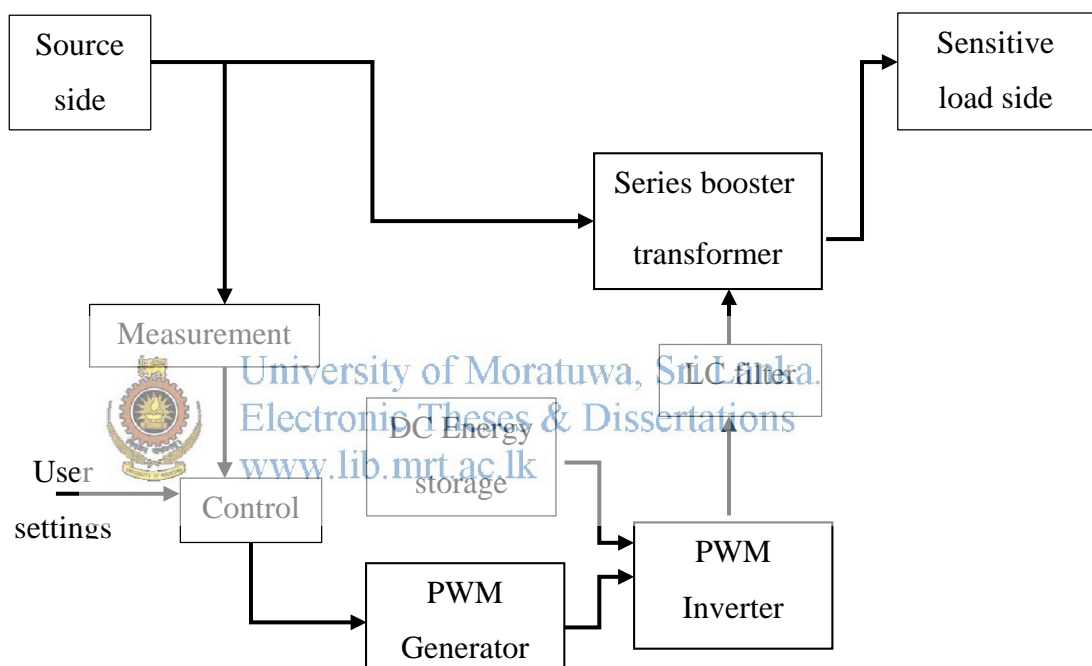 Source
side
Sensitive
load side
Series booster
transformer
Measurement
University of Moratuwa, Sri Lanka.
LC filter
Electronic Theses & Dissertations
DC Energy
www.lib.mrt.ac.lk
storage
User
settings
Control
PWM
Inverter
PWM
Generator